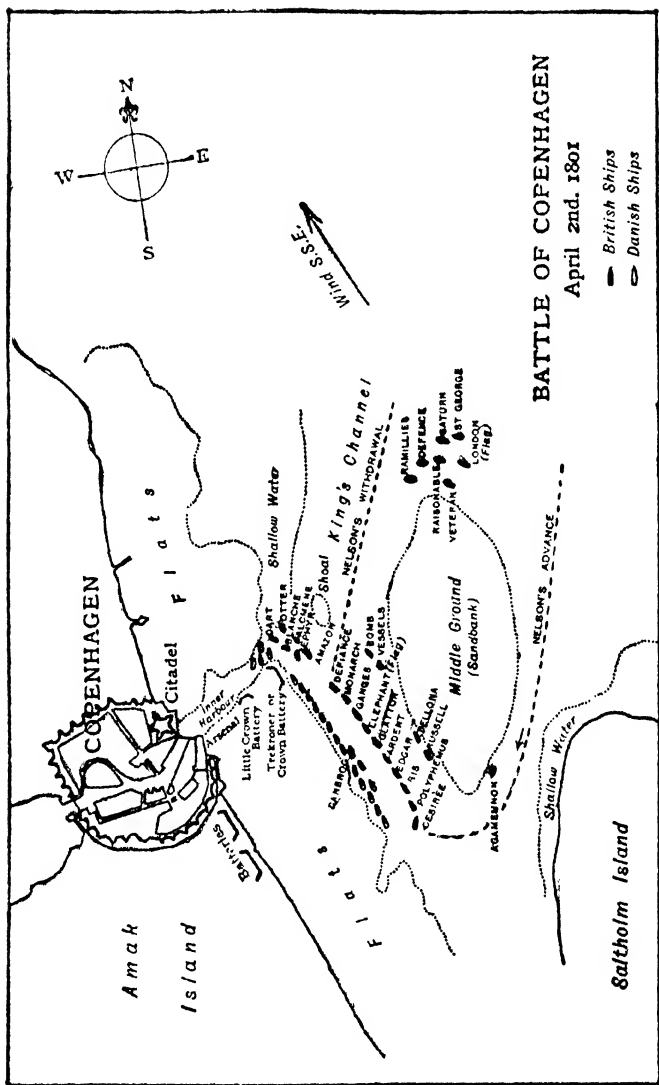 N
W
E
S
Wind S.S.E.
BATTLE OF COPENHAGEN
April 2nd. 1801
British Ships
Danish Ships
COPENHAGEN
Citadel
Flats
Inner
Harbour
Arsenal
Little Crown
Battery
Trekroner or
Crown Battery
Batteries
Amak
Island
Flats
Shallow Water
King's Channel
Shoal
NELSON'S WITHDRAWAL
DART
OTTER
BLANCHE
ALCMENE
ZEPHYR
AMAZON
DEFIANCE
MONARCH
GANGES
BOMB
VESSELS
ELEPHANT (Flag)
GLATTON
ARDENT
EDGAR
BELLONA
ISIS
RUSSELL
POLYPHEMUS
DESIRÉE
AGAMEMNON
RAMILLIES
DEFENCE
RAISONABLE
SATURN
VETERAN
ST GEORGE
LONDON
(Flag)
Middle Ground
(Sandbank)
NELSON'S ADVANCE
Shallow Water
Saltholm Island